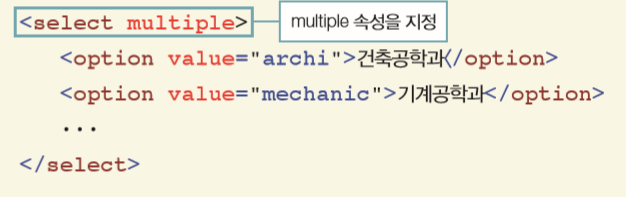 <select multiple>
multiple 속성을 지정
<option value="archi">건축공학과</option>
<option value="mechanic">기계공학과</option>
...
</select>